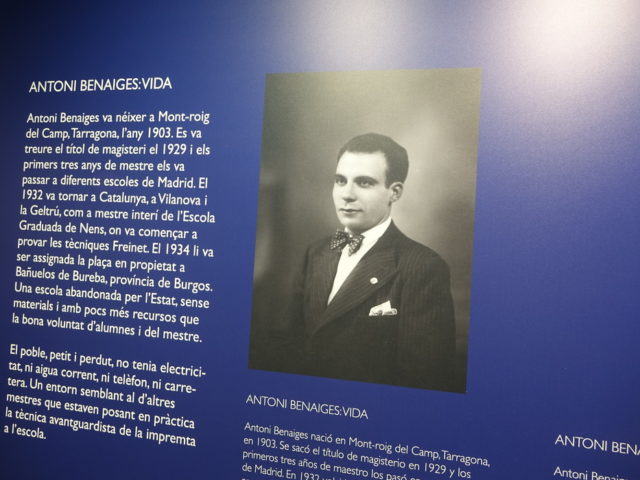 ANTONI BENAIGES: VIDA
Antoni Benaiges va néixer a Mont-roig
del Camp, Tarragona, l'any 1903. Es va
treure el títol de magisteri el 1929 i els
primers tres anys de mestre els va
passar a diferents escoles de Madrid. El
1932 va tornar a Catalunya, a Vilanova i
la Geltrú, com a mestre interí de l'Escola
Graduada de Nens, on va començar a
provar les tècniques Freinet. El 1934 li va
ser assignada la plaça en propietat a
Bañuelos de Bureba, província de Burgos.
Una escola abandonada per l'Estat, sense
materials i amb pocs més recursos que
la bona voluntat d'alumnes i del mestre.
El poble, petit i perdut, no tenia electrici-
tat, ni aigua corrent, ni telèfon, ni carre-
tera. Un entorn semblant al d'altres
mestres que estaven posant en pràctica
la tècnica avantguardista de la impremta
a l'escola.
ANTONI BENAIGES: VIDA
Antoni Benaiges nació en Mont-roig del Camp, Tarragona,
en 1903. Se sacó el título de magisterio en 1929 y los
primeros tres años de maestro los pasó
de Madrid. En 1932
ANTONI BENA
Antoni Benaiges